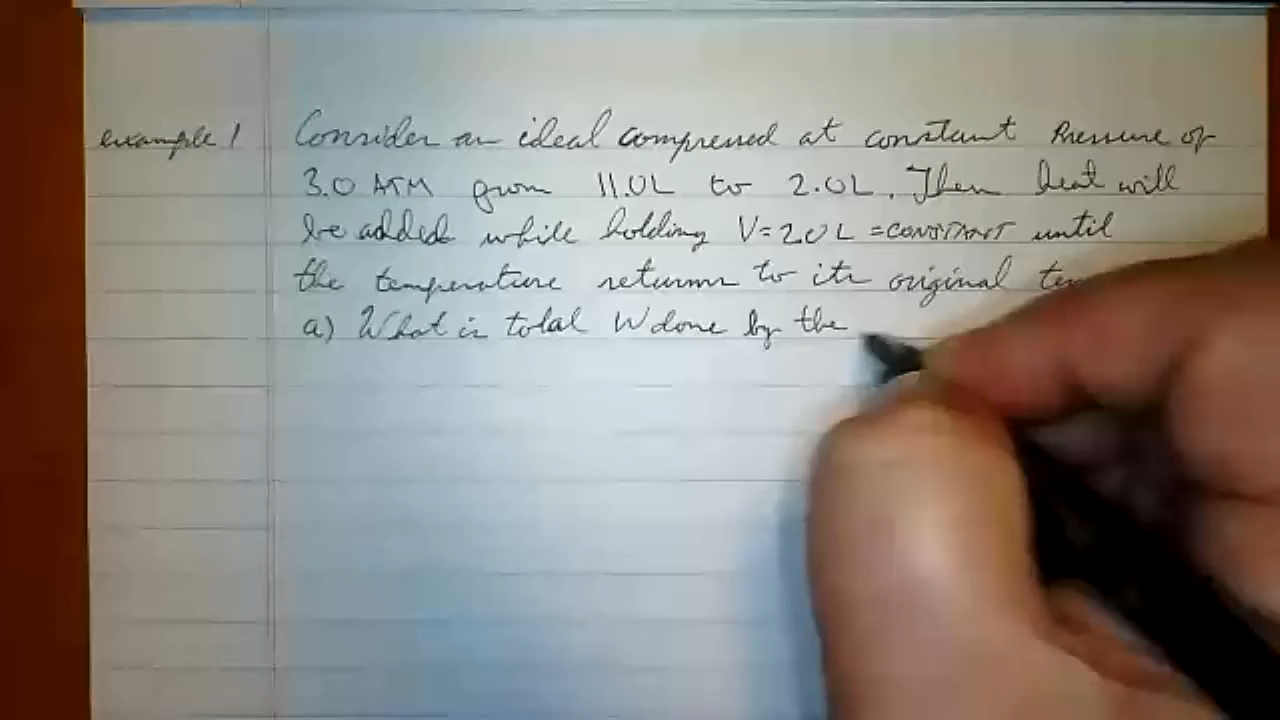 example 1
Consider an ideal compressed at constant Pressure of
3.0 ATM from 11.0L to 2.0L. Then heat will
be added while holding V=2.0L = CONSTANT until
the temperature returns to its original
a) What is total W done by the